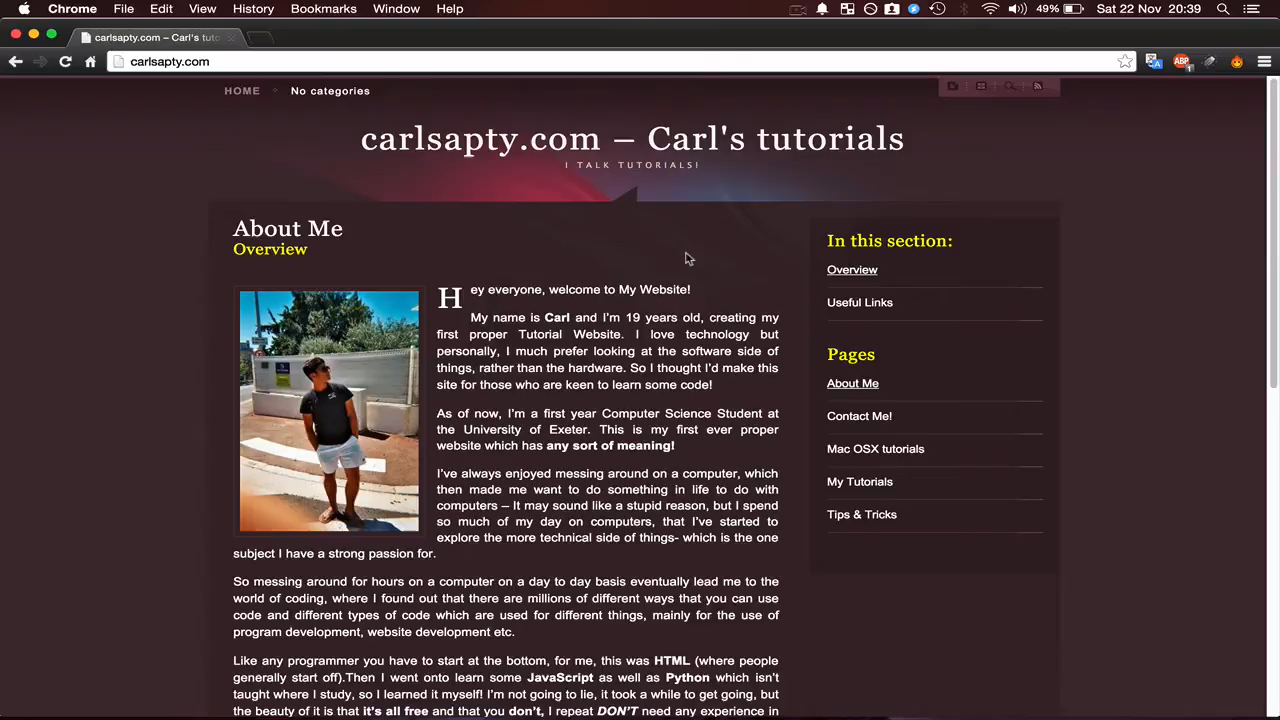 Chrome File Edit View History Bookmarks Window Help 49% Sat 22 Nov 20:39
carlsapty.com – Carl's tuto
carlsapty.com
ABP 1
HOME No categories
carlsapty.com – Carl's tutorials
I TALK TUTORIALS!
About Me
Overview
Hey everyone, welcome to My Website!
My name is Carl and I'm 19 years old, creating my
first proper Tutorial Website. I love technology but
personally, I much prefer looking at the software side of
things, rather than the hardware. So I thought I'd make this
site for those who are keen to learn some code!
As of now, I'm a first year Computer Science Student at
the University of Exeter. This is my first ever proper
website which has any sort of meaning!
I've always enjoyed messing around on a computer, which
then made me want to do something in life to do with
computers – It may sound like a stupid reason, but I spend
so much of my day on computers, that I've started to
explore the more technical side of things- which is the one
subject I have a strong passion for.
So messing around for hours on a computer on a day to day basis eventually lead me to the
world of coding, where I found out that there are millions of different ways that you can use
code and different types of code which are used for different things, mainly for the use of
program development, website development etc.
Like any programmer you have to start at the bottom, for me, this was HTML (where people
generally start off).Then I went onto learn some JavaScript as well as Python which isn't
taught where I study, so I learned it myself! I'm not going to lie, it took a while to get going, but
the beauty of it is that it's all free and that you don't, I repeat DON'T need any experience in
In this section:
Overview
Useful Links
Pages
About Me
Contact Me!
Mac OSX tutorials
My Tutorials
Tips & Tricks